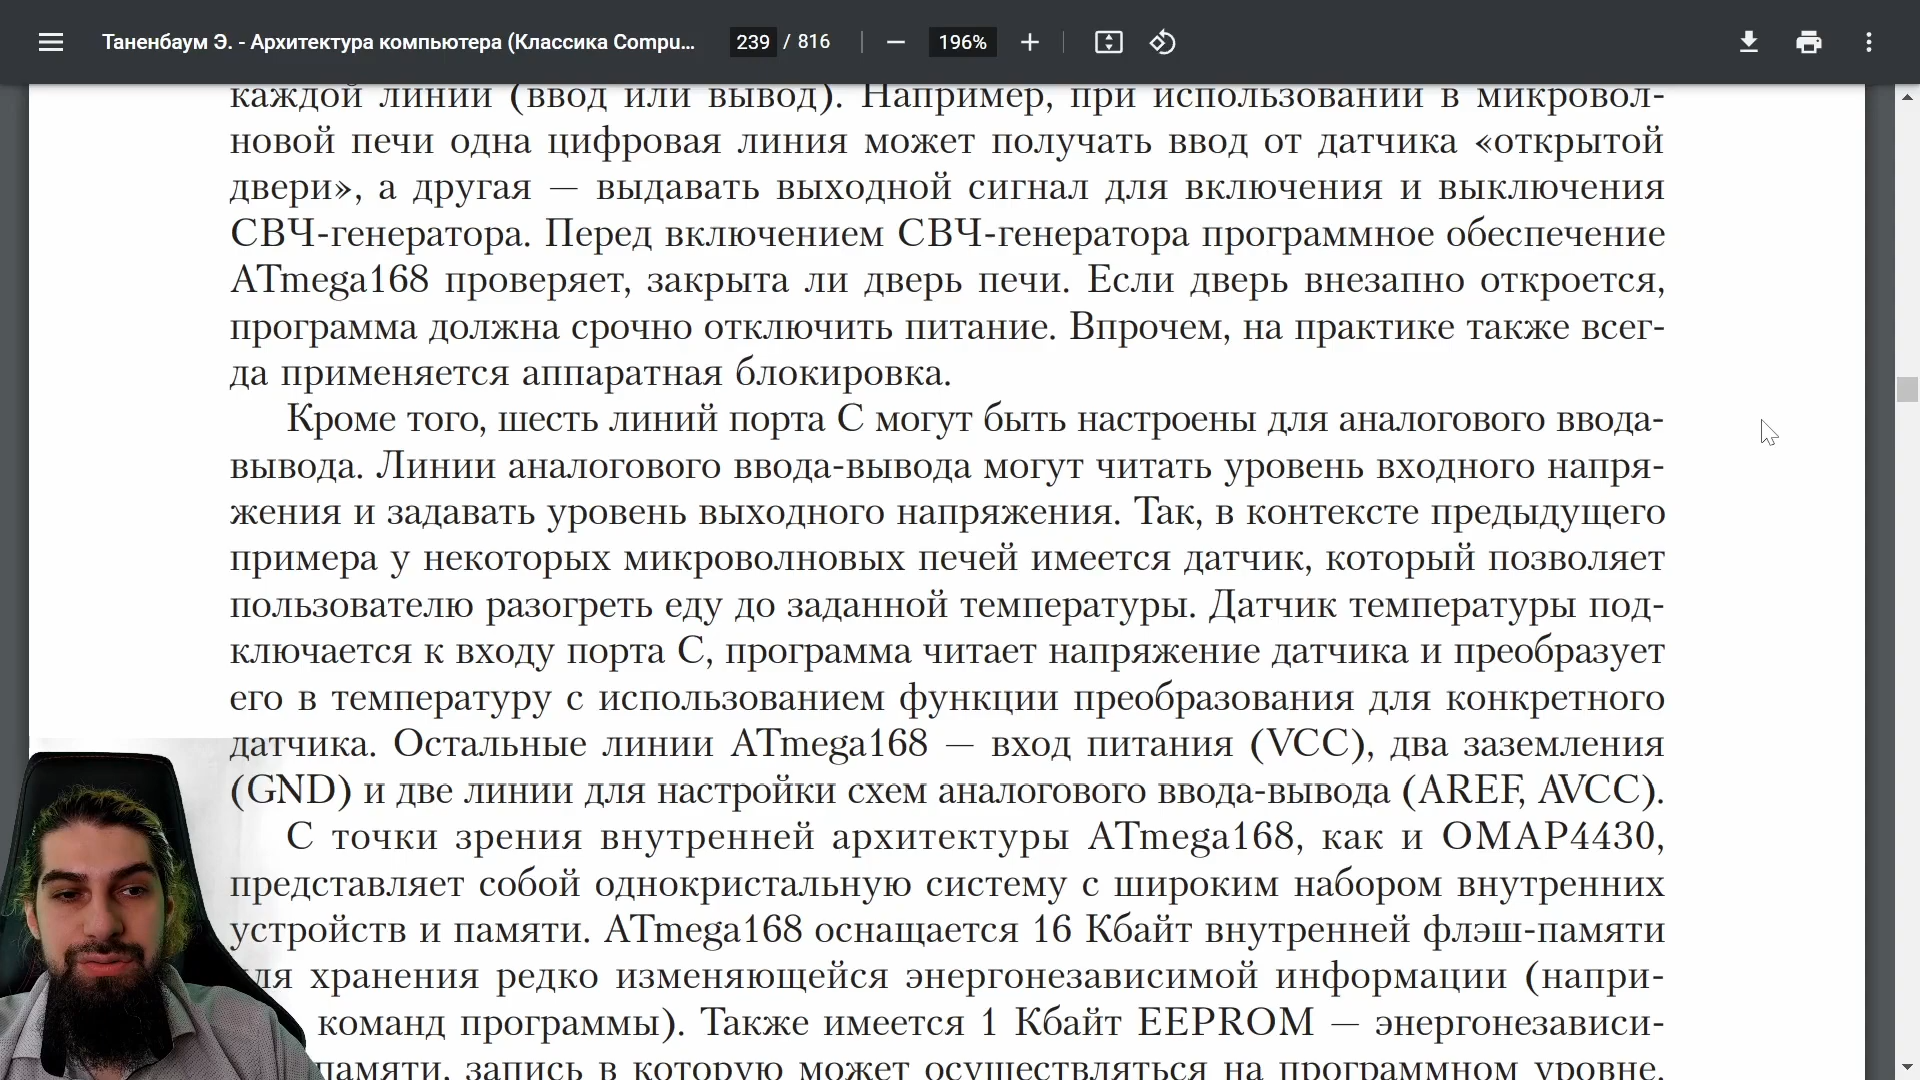 Таненбаум Э. - Архитектура компьютера (Классика Compu...
239 / 816
196%
каждой линии (ввод или вывод). Например, при использовании в микровол-
новой печи одна цифровая линия может получать ввод от датчика «открытой
двери», а другая — выдавать выходной сигнал для включения и выключения
СВЧ-генератора. Перед включением СВЧ-генератора программное обеспечение
ATmega168 проверяет, закрыта ли дверь печи. Если дверь внезапно откроется,
программа должна срочно отключить питание. Впрочем, на практике также всег-
да применяется аппаратная блокировка.
Кроме того, шесть линий порта C могут быть настроены для аналогового ввода-
вывода. Линии аналогового ввода-вывода могут читать уровень входного напря-
жения и задавать уровень выходного напряжения. Так, в контексте предыдущего
примера у некоторых микроволновых печей имеется датчик, который позволяет
пользователю разогреть еду до заданной температуры. Датчик температуры под-
ключается к входу порта C, программа читает напряжение датчика и преобразует
его в температуру с использованием функции преобразования для конкретного
датчика. Остальные линии ATmega168 — вход питания (VCC), два заземления
(GND) и две линии для настройки схем аналогового ввода-вывода (AREF, AVCC).
С точки зрения внутренней архитектуры ATmega168, как и OMAP4430,
представляет собой однокристальную систему с широким набором внутренних
устройств и памяти. ATmega168 оснащается 16 Кбайт внутренней флэш-памяти
хранения редко изменяющейся энергонезависимой информации (напри-
команд программы). Также имеется 1 Кбайт EEPROM — энергонезависи-
памяти, запись в которую может осуществляться на программном уровне.